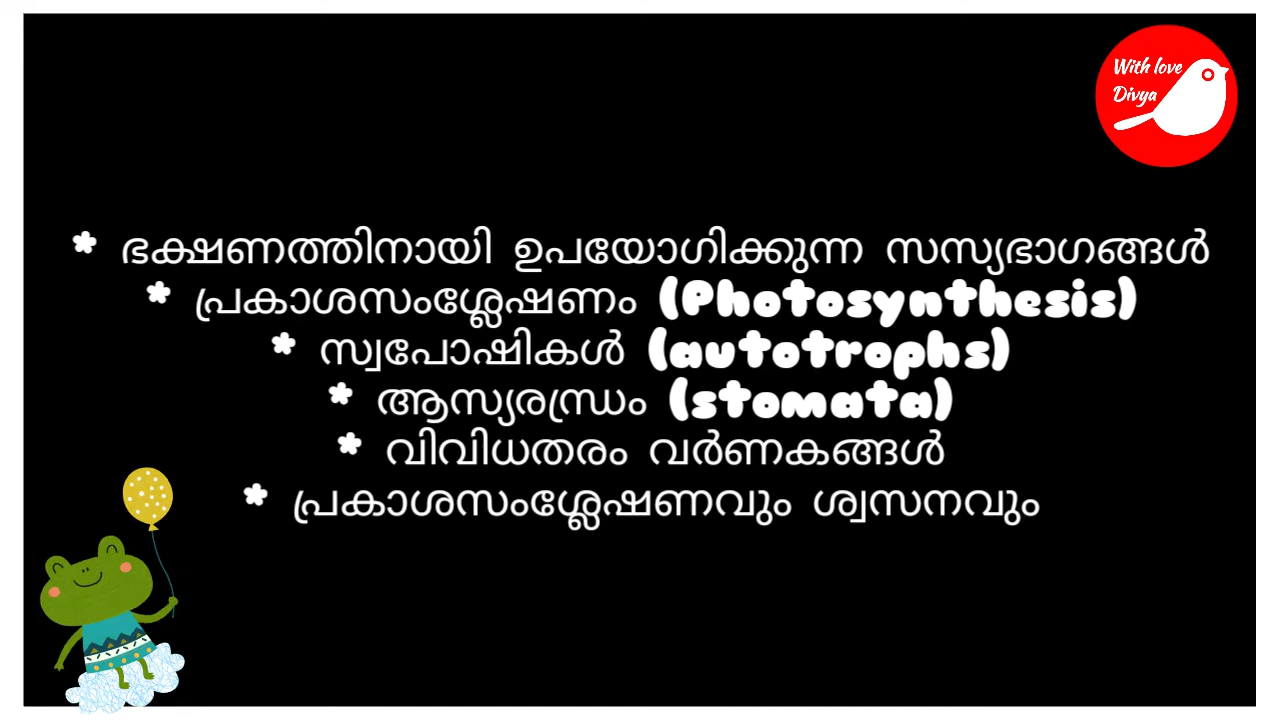 With love
Divya
* ഭക്ഷണത്തിനായി ഉപയോഗിക്കുന്ന സസ്യഭാഗങ്ങൾ
* പ്രകാശസംശ്ലേഷണം (Photosynthesis)
* സ്വപോഷികൾ (autotrophs)
* ആസ്യരന്ധ്രം (stomata)
* വിവിധതരം വർണകങ്ങൾ
* പ്രകാശസംശ്ലേഷണവും ശ്വസനവും